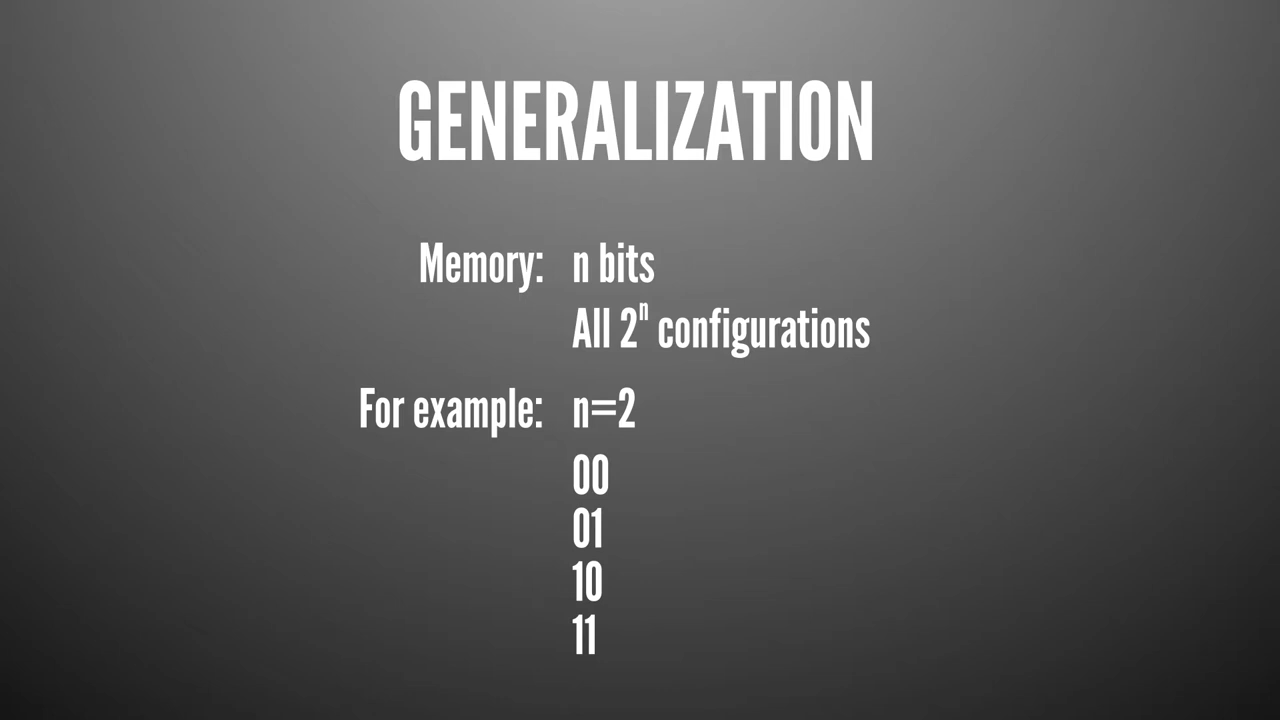 GENERALIZATION
Memory: n bits
All 2ⁿ configurations
For example: n=2
00
01
10
11